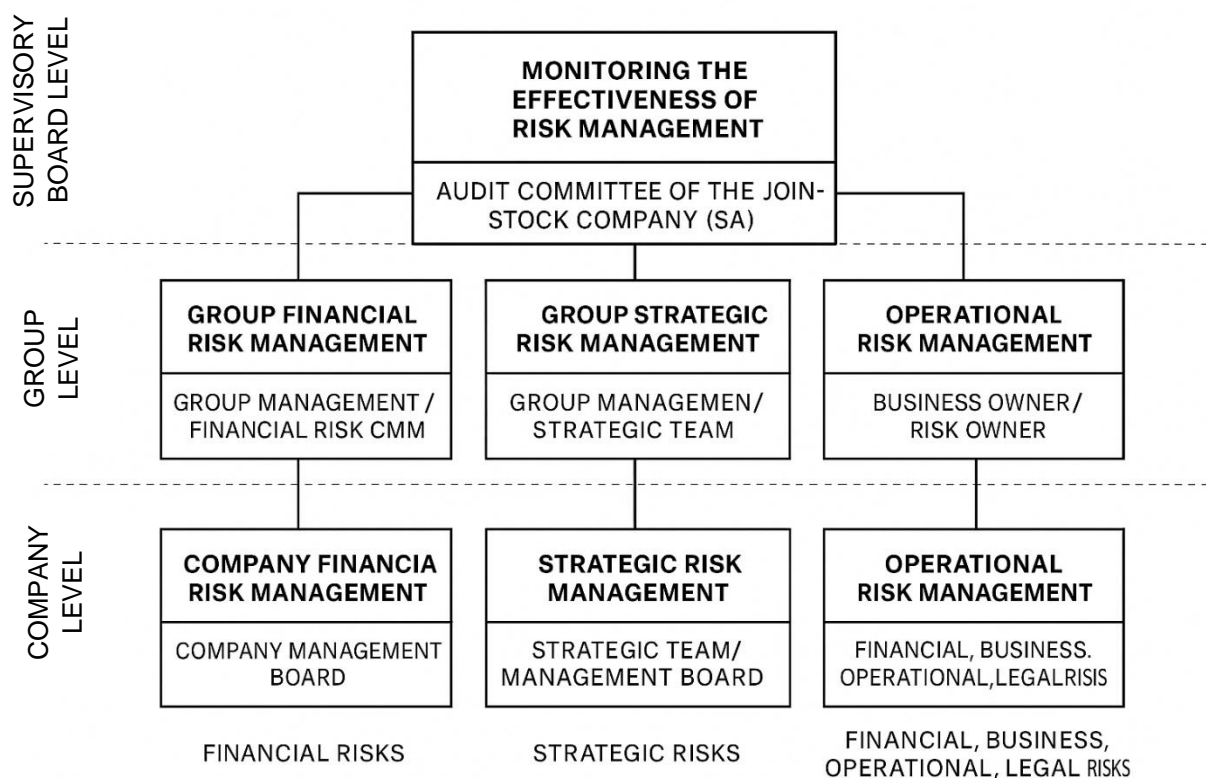 SUPERVISORY
BOARD LEVEL
MONITORING THE
EFFECTIVENESS OF
RISK MANAGEMENT
AUDIT COMMITTEE OF THE JOIN-
STOCK COMPANY (SA)
GROUP
LEVEL
GROUP FINANCIAL
RISK MANAGEMENT
GROUP MANAGEMENT /
FINANCIAL RISK CMM
GROUP STRATEGIC
RISK MANAGEMENT
GROUP MANAGEMEN/
STRATEGIC TEAM
OPERATIONAL
RISK MANAGEMENT
BUSINESS OWNER/
RISK OWNER
COMPANY
LEVEL
COMPANY FINANCIA
RISK MANAGEMENT
COMPANY MANAGEMENT
BOARD
STRATEGIC RISK
MANAGEMENT
STRATEGIC TEAM/
MANAGEMENT BOARD
OPERATIONAL
RISK MANAGEMENT
FINANCIAL, BUSINESS.
OPERATIONAL,LEGALRISIS
FINANCIAL RISKS
STRATEGIC RISKS
FINANCIAL, BUSINESS,
OPERATIONAL, LEGAL RISKS